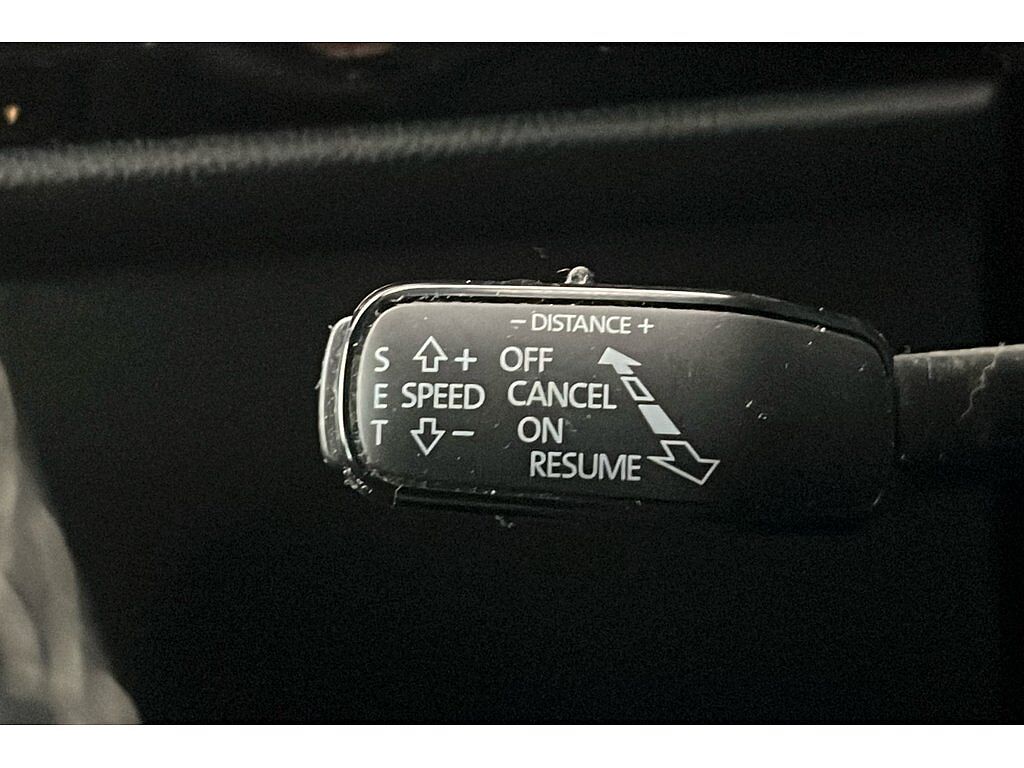 − DISTANCE +
S + OFF
E SPEED CANCEL
T − ON
RESUME